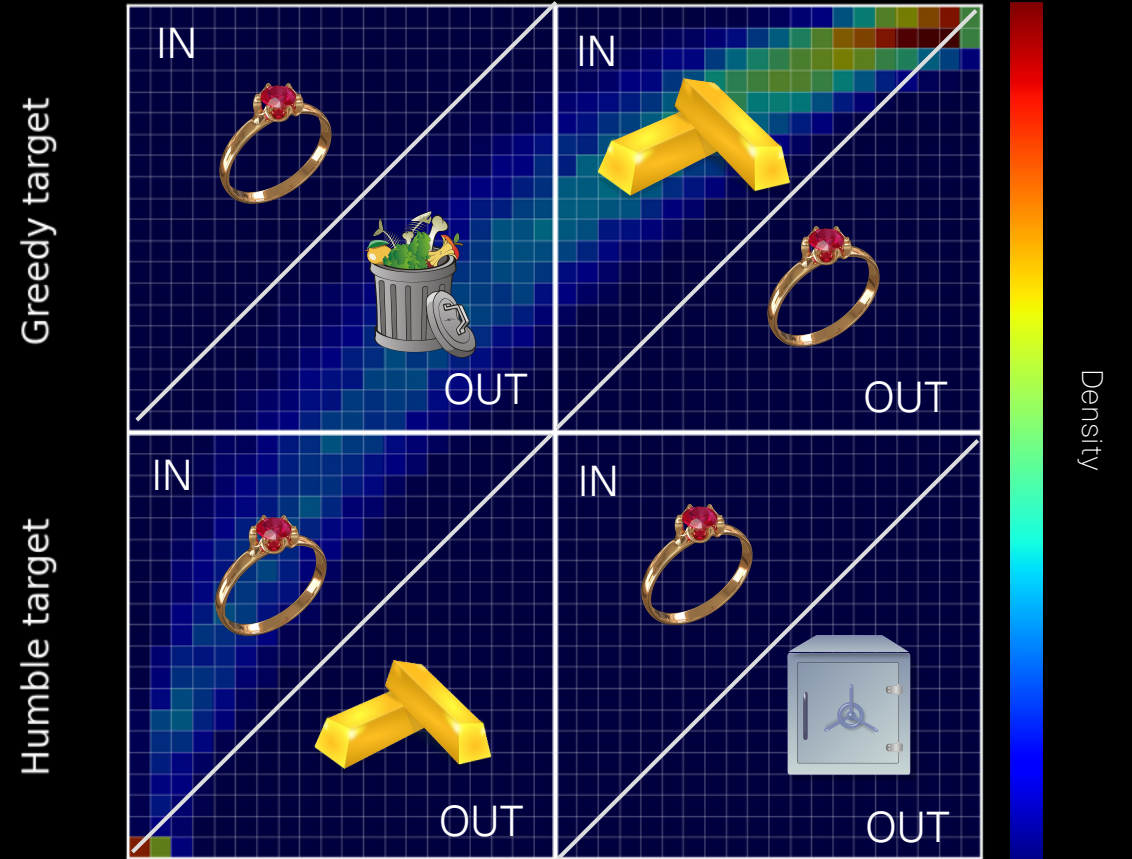 Greedy target
IN
OUT
IN
OUT
Humble target
IN
OUT
IN
OUT
Density